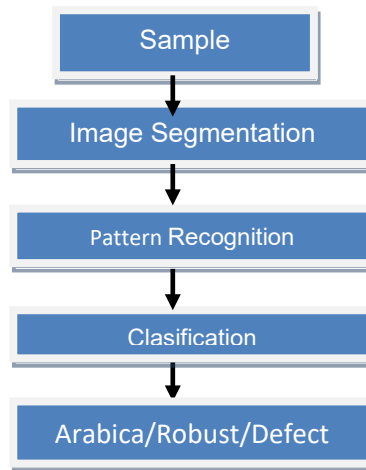 Sample
Image Segmentation
Pattern Recognition
Clasification
Arabica/Robust/Defect